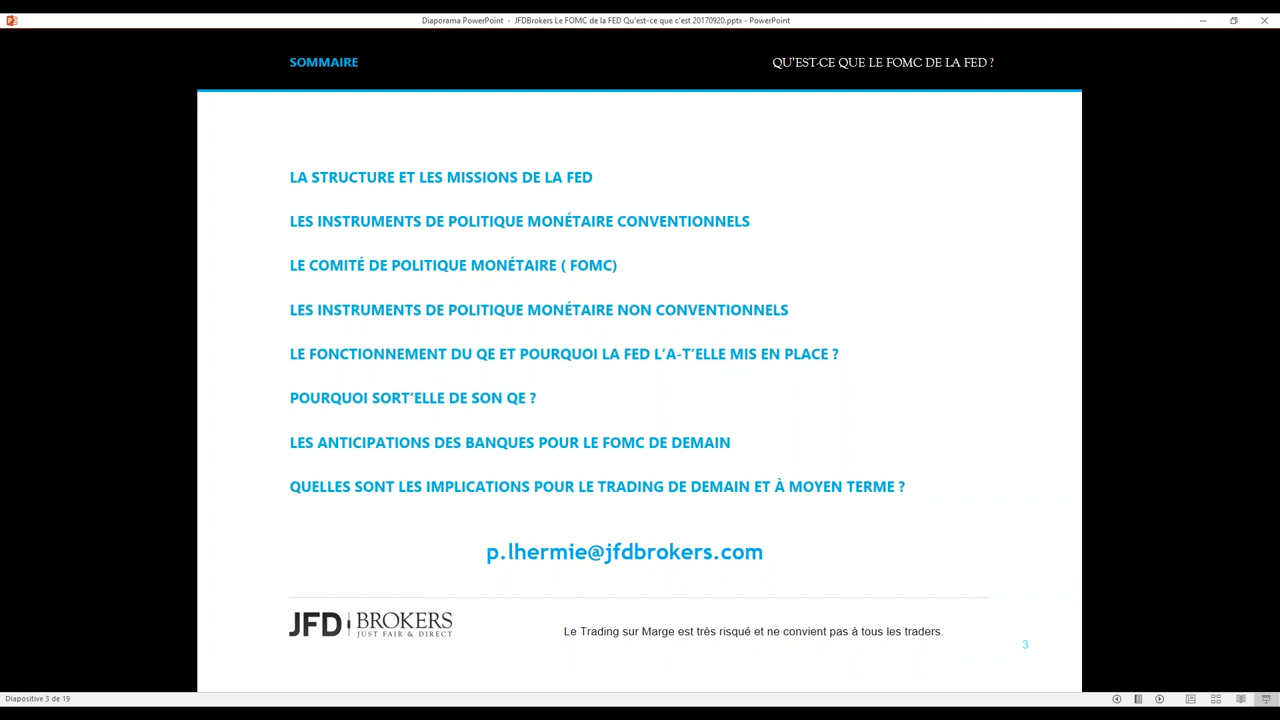 Diaporama PowerPoint - JFDBrokers Le FOMC de la FED Qu'est-ce que c'est 20170920.pptx - PowerPoint
SOMMAIRE
QU'EST-CE QUE LE FOMC DE LA FED ?
LA STRUCTURE ET LES MISSIONS DE LA FED
LES INSTRUMENTS DE POLITIQUE MONÉTAIRE CONVENTIONNELS
LE COMITÉ DE POLITIQUE MONÉTAIRE ( FOMC)
LES INSTRUMENTS DE POLITIQUE MONÉTAIRE NON CONVENTIONNELS
LE FONCTIONNEMENT DU QE ET POURQUOI LA FED L'A-T'ELLE MIS EN PLACE ?
POURQUOI SORT'ELLE DE SON QE ?
LES ANTICIPATIONS DES BANQUES POUR LE FOMC DE DEMAIN
QUELLES SONT LES IMPLICATIONS POUR LE TRADING DE DEMAIN ET À MOYEN TERME ?
p.lhermie@jfdbrokers.com
JFD BROKERS
JUST FAIR & DIRECT
Le Trading sur Marge est très risqué et ne convient pas à tous les traders.
3
Diapositive 3 de 19